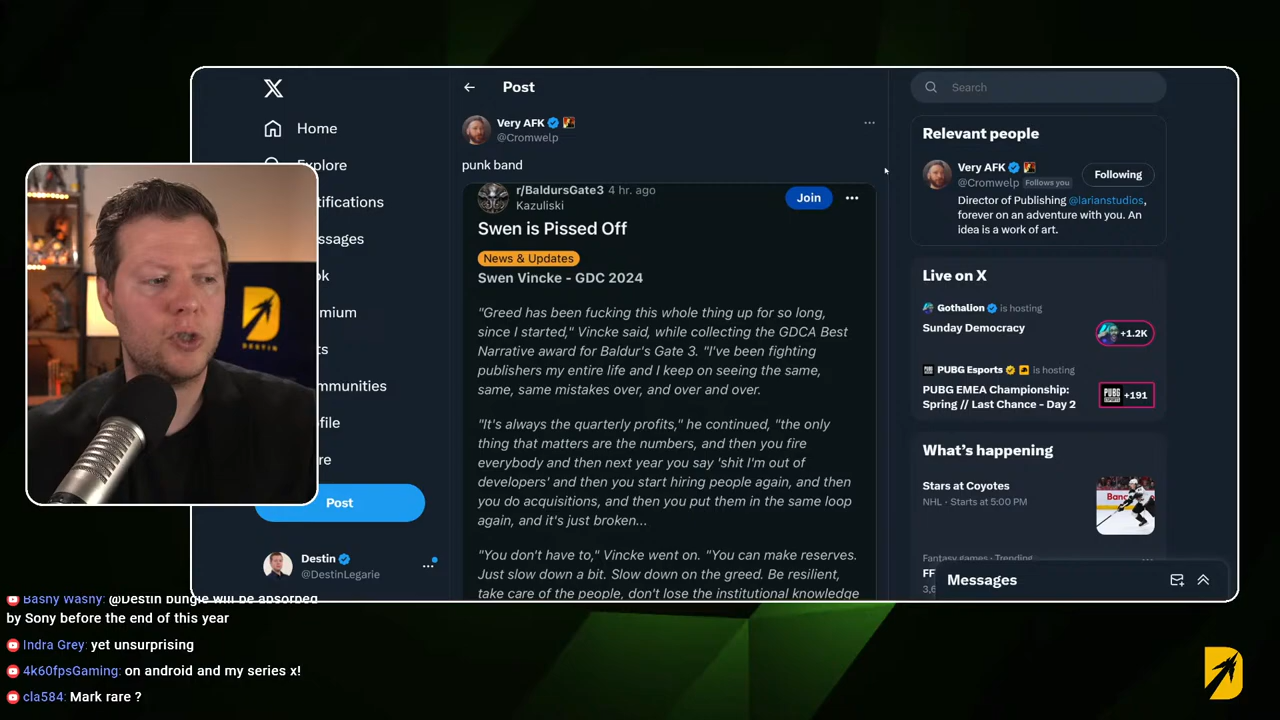 Home
Explore
tifications
ssages
ok
emium
ts
mmunities
file
re
Post
Destin
@DestinLegarie
Post
Very AFK
@Cromwelp
punk band
r/BaldursGate3 4 hr. ago
Kazuliski
Join
Swen is Pissed Off
News & Updates
Swen Vincke - GDC 2024
"Greed has been fucking this whole thing up for so long,
since I started," Vincke said, while collecting the GDCA Best
Narrative award for Baldur's Gate 3. "I've been fighting
publishers my entire life and I keep on seeing the same,
same, same mistakes over, and over and over.
"It's always the quarterly profits," he continued, "the only
thing that matters are the numbers, and then you fire
everybody and then next year you say 'shit I'm out of
developers' and then you start hiring people again, and then
you do acquisitions, and then you put them in the same loop
again, and it's just broken...
"You don't have to," Vincke went on. "You can make reserves.
Just slow down a bit. Slow down on the greed. Be resilient,
take care of the people, don't lose the institutional knowledge
Search
Relevant people
Very AFK
@Cromwelp Follows you
Following
Director of Publishing @larianstudios,
forever on an adventure with you. An
idea is a work of art.
Live on X
Gothalion is hosting
Sunday Democracy
+1.2K
PUBG Esports is hosting
PUBG EMEA Championship:
Spring // Last Chance - Day 2
PUBG
+191
What's happening
Stars at Coyotes
NHL · Starts at 5:00 PM
Fantasy games · Trending
FF
3,6
Messages
DESTIN
Bashy Washy: @Destin bungie will be absorbed
by Sony before the end of this year
Indra Grey: yet unsurprising
4k60fpsGaming: on android and my series x!
cla584: Mark rare ?